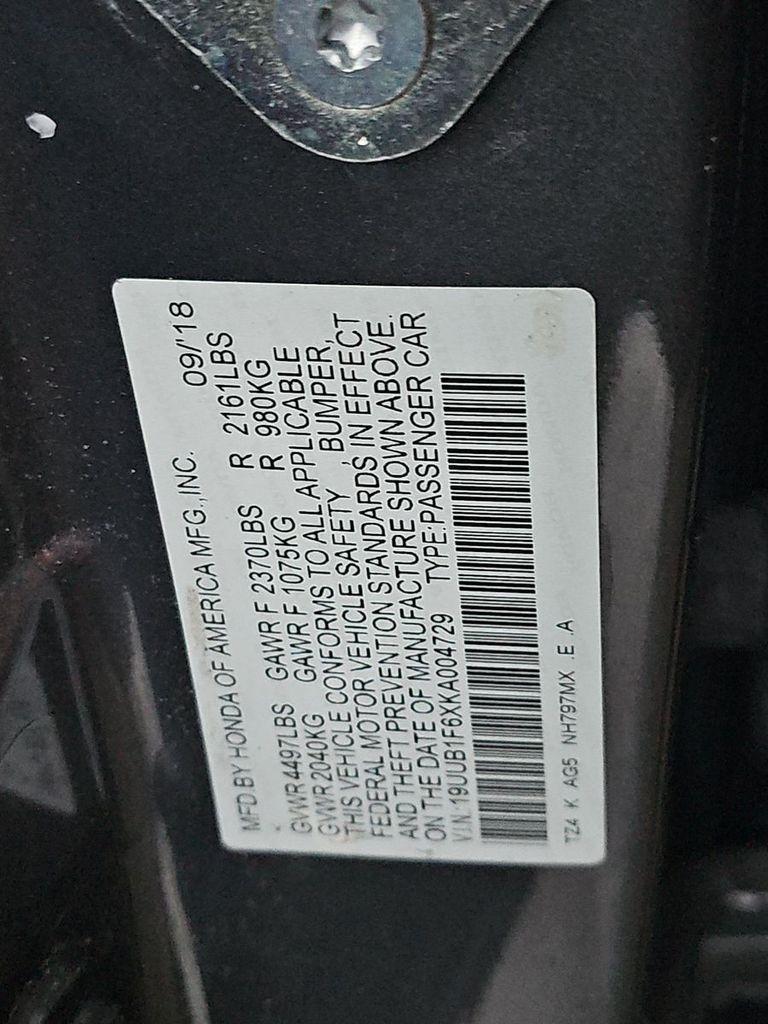 MFD. BY HONDA OF AMERICA MFG., INC. 09/'18
GVWR 4497LBS GAWR F 2370LBS R 2161LBS
GVWR 2040KG GAWR F 1075KG R 980KG
THIS VEHICLE CONFORMS TO ALL APPLICABLE
FEDERAL MOTOR VEHICLE SAFETY, BUMPER,
AND THEFT PREVENTION STANDARDS IN EFFECT
ON THE DATE OF MANUFACTURE SHOWN ABOVE.
V.I.N. 19UUB1F6XKA004729 TYPE:PASSENGER CAR
TZ4 K AG5 NH797MX .E .A